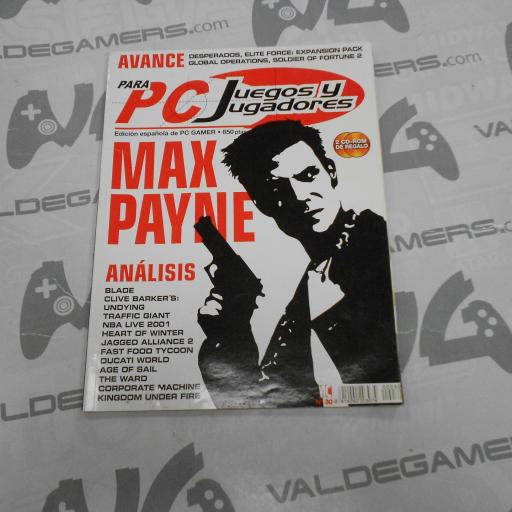 VALDEGAMERS.com
AVANCE DESPERADOS, ELITE FORCE: EXPANSION PACK
GLOBAL OPERATIONS, SOLDIER OF FORTUNE 2
PARA
PC Juegos y
Jugadores
Edición española de PC GAMER • 850 ptas
2 CD-ROM
DE REGALO
MAX
PAYNE
ANÁLISIS
BLADE
CLIVE BARKER'S:
UNDYING
TRAFFIC GIANT
NBA LIVE 2001
HEART OF WINTER
JAGGED ALLIANCE 2
FAST FOOD TYCOON
DUCATI WORLD
AGE OF SAIL
THE WARD
CORPORATE MACHINE
KINGDOM UNDER FIRE
30
VALDEGAMERS.com